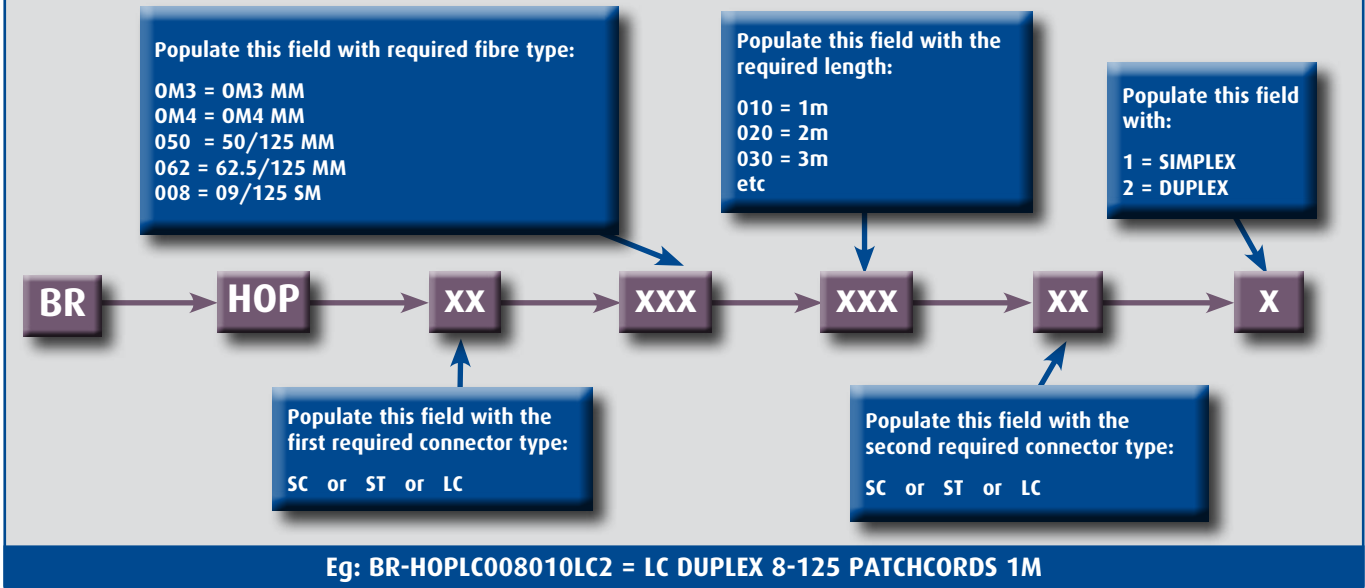 Populate this field with required fibre type:
OM3 = OM3 MM
OM4 = OM4 MM
050 = 50/125 MM
062 = 62.5/125 MM
008 = 09/125 SM
Populate this field with the
required length:
010 = 1m
020 = 2m
030 = 3m
etc
Populate this field
with:
1 = SIMPLEX
2 = DUPLEX
BR HOP XX XXX XXX XX X
Populate this field with the
first required connector type:
SC or ST or LC
Populate this field with the
second required connector type:
SC or ST or LC
Eg: BR-HOPLC008010LC2 = LC DUPLEX 8-125 PATCHCORDS 1M